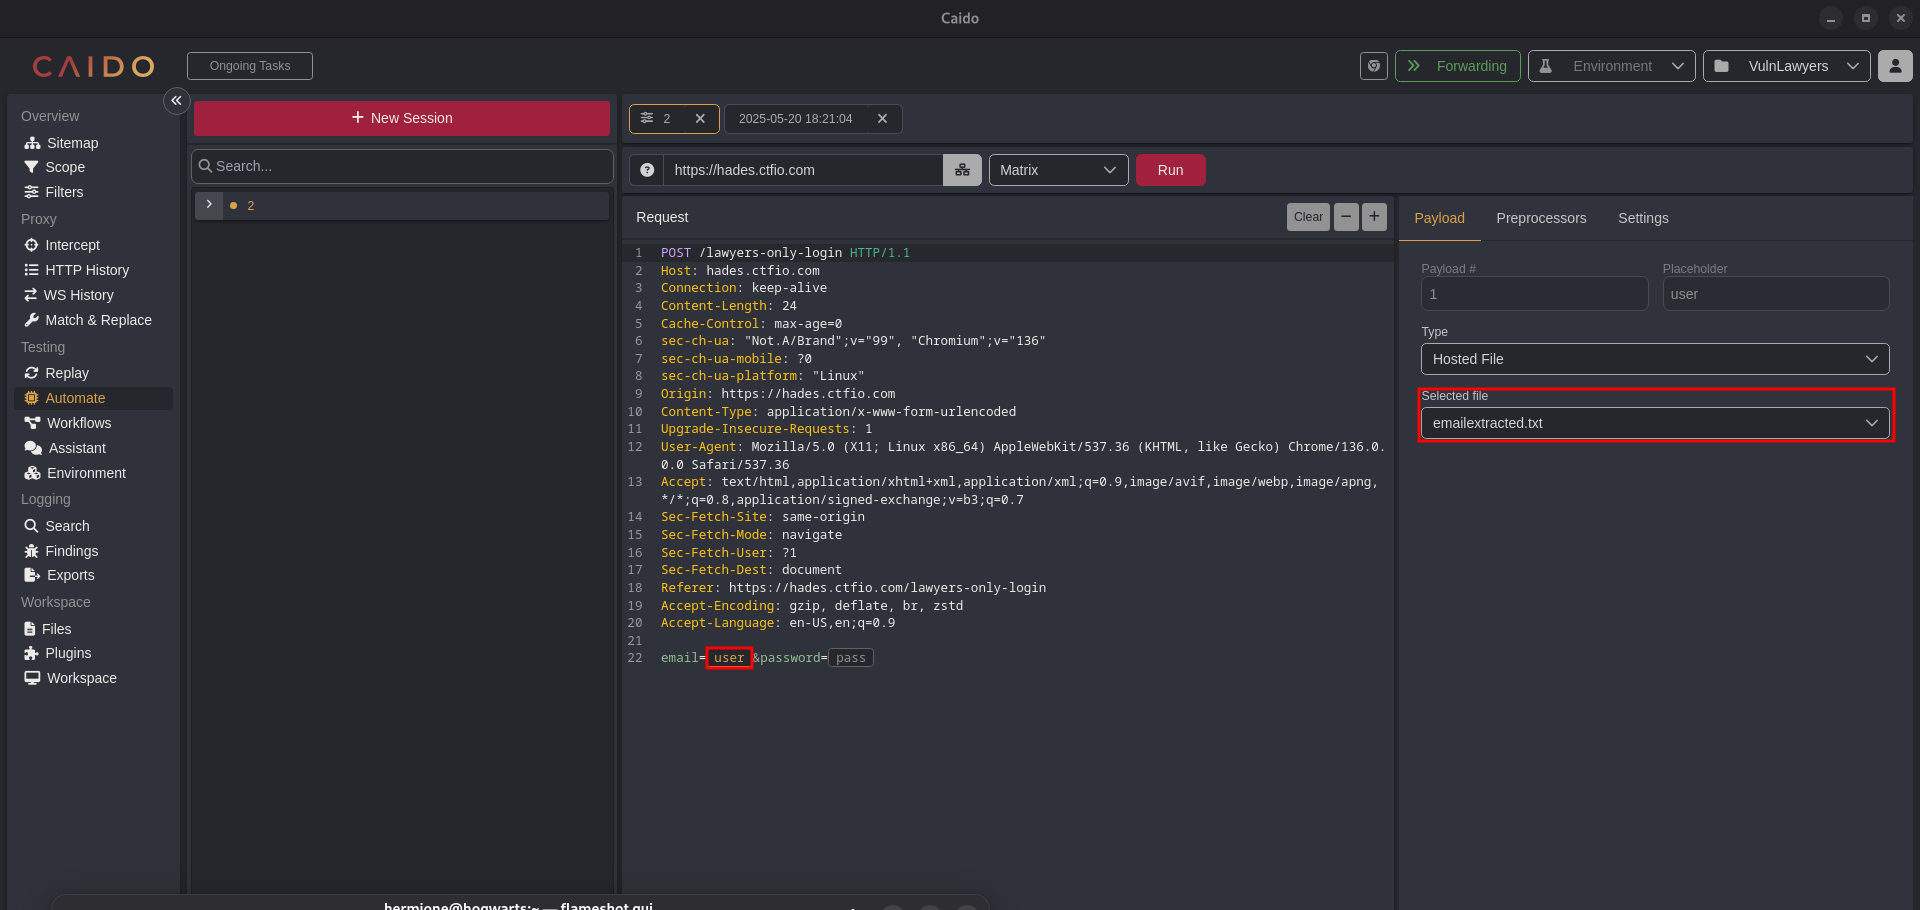 Caido
CAIDO
Ongoing Tasks
Forwarding
Environment
VulnLawyers
Overview
Sitemap
Scope
Filters
Proxy
Intercept
HTTP History
WS History
Match & Replace
Testing
Replay
Automate
Workflows
Assistant
Environment
Logging
Search
Findings
Exports
Workspace
Files
Plugins
Workspace
+ New Session
Search...
2
2
2025-05-20 18:21:04
https://hades.ctfio.com
Matrix
Run
Request
Clear
1 POST /lawyers-only-login HTTP/1.1
2 Host: hades.ctfio.com
3 Connection: keep-alive
4 Content-Length: 24
5 Cache-Control: max-age=0
6 sec-ch-ua: "Not.A/Brand";v="99", "Chromium";v="136"
7 sec-ch-ua-mobile: ?0
8 sec-ch-ua-platform: "Linux"
9 Origin: https://hades.ctfio.com
10 Content-Type: application/x-www-form-urlencoded
11 Upgrade-Insecure-Requests: 1
12 User-Agent: Mozilla/5.0 (X11; Linux x86_64) AppleWebKit/537.36 (KHTML, like Gecko) Chrome/136.0.
0.0 Safari/537.36
13 Accept: text/html,application/xhtml+xml,application/xml;q=0.9,image/avif,image/webp,image/apng,
*/*;q=0.8,application/signed-exchange;v=b3;q=0.7
14 Sec-Fetch-Site: same-origin
15 Sec-Fetch-Mode: navigate
16 Sec-Fetch-User: ?1
17 Sec-Fetch-Dest: document
18 Referer: https://hades.ctfio.com/lawyers-only-login
19 Accept-Encoding: gzip, deflate, br, zstd
20 Accept-Language: en-US,en;q=0.9
21
22 email=user&password=pass
Payload
Preprocessors
Settings
Payload #
Placeholder
1
user
Type
Hosted File
Selected file
emailextracted.txt
hermione@hogwarts:~ — flameshot gui